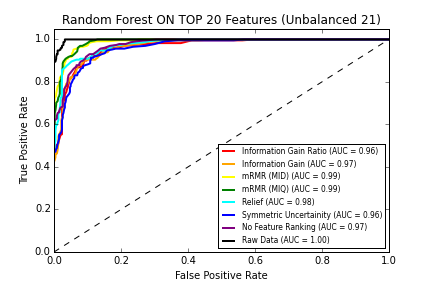 Random Forest ON TOP 20 Features (Unbalanced 21)
1.0
0.8
0.6
0.4
0.2
0.0
True Positive Rate
Information Gain Ratio (AUC = 0.96)
Information Gain (AUC = 0.97)
mRMR (MID) (AUC = 0.99)
mRMR (MIQ) (AUC = 0.99)
Relief (AUC = 0.98)
Symmetric Uncertainity (AUC = 0.96)
No Feature Ranking (AUC = 0.97)
Raw Data (AUC = 1.00)
0.0 0.2 0.4 0.6 0.8 1.0
False Positive Rate